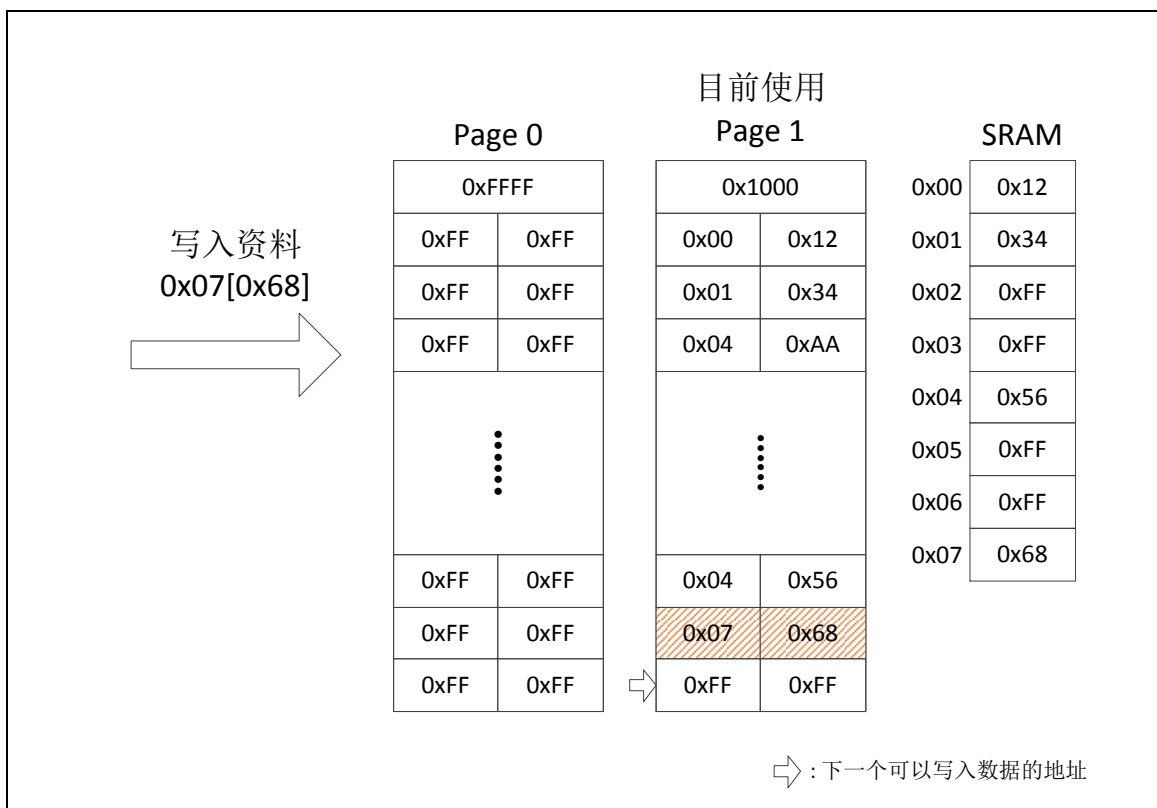 目前使用
Page 0 Page 1 SRAM
0xFFFF 0x1000 0x00 0x12
写入资料
0x07[0x68]
0xFF 0xFF 0x00 0x12 0x01 0x34
0xFF 0xFF 0x01 0x34 0x02 0xFF
0xFF 0xFF 0x04 0xAA 0x03 0xFF
0x04 0x56
0x05 0xFF
0x06 0xFF
0x07 0x68
0xFF 0xFF 0x04 0x56
0xFF 0xFF 0x07 0x68
0xFF 0xFF 0xFF 0xFF
:下一个可以写入数据的地址